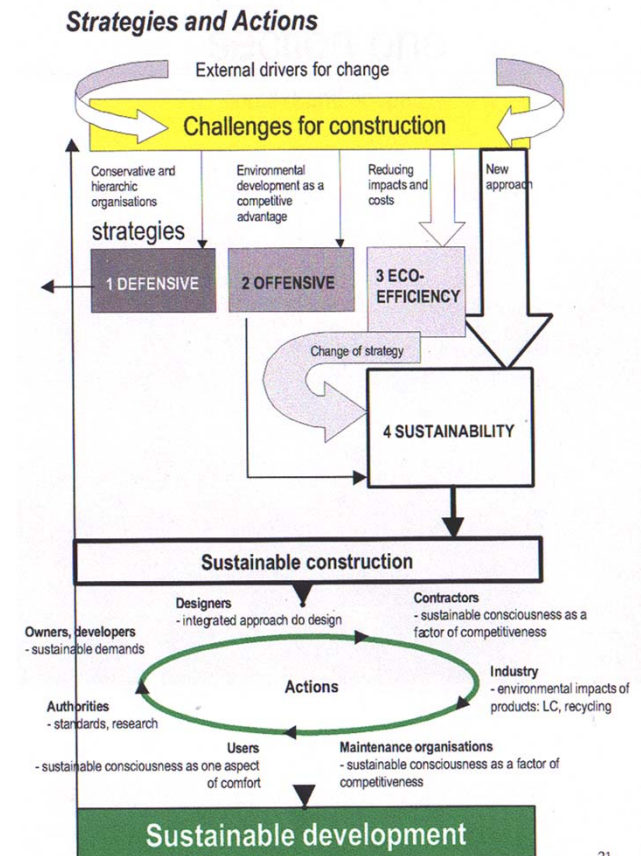 Strategies and Actions
External drivers for change
Challenges for construction
Conservative and
hierarchic
organisations
Environmental
development as a
competitive
advantage
Reducing
impacts and
costs
New
approach
strategies
1 DEFENSIVE
2 OFFENSIVE
3 ECO-
EFFICIENCY
Change of strategy
4 SUSTAINABILITY
Sustainable construction
Designers
- integrated approach do design
Contractors
- sustainable consciousness as a
factor of competitiveness
Owners, developers
- sustainable demands
Industry
- environmental impacts of
products: LC, recycling
Actions
Authorities
- standards, research
Users
- sustainable consciousness as one aspect
of comfort
Maintenance organisations
- sustainable consciousness as a factor of
competitiveness
Sustainable development